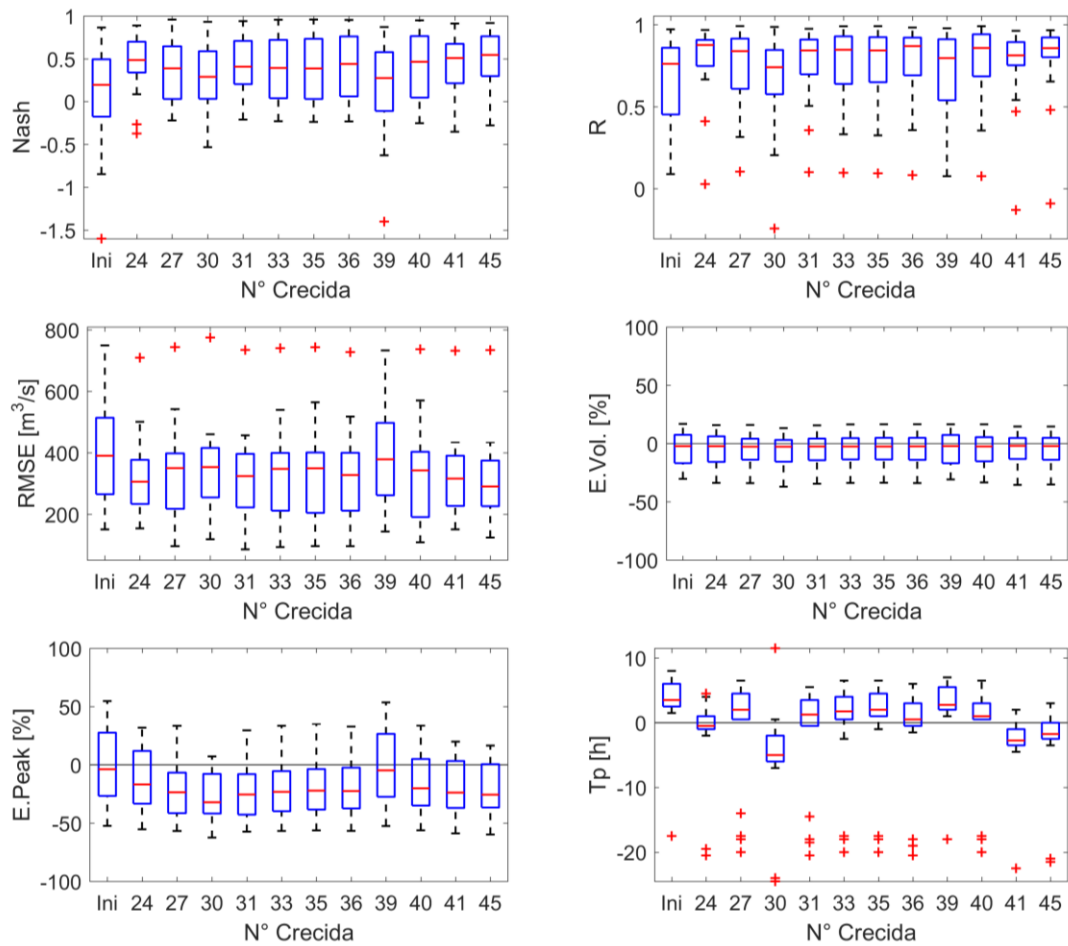 1
0.5
0
-0.5
-1
-1.5
Nash
Ini 24 27 30 31 33 35 36 39 40 41 45
N° Crecida
1
0.5
0
R
Ini 24 27 30 31 33 35 36 39 40 41 45
N° Crecida
800
600
400
200
RMSE [m³/s]
Ini 24 27 30 31 33 35 36 39 40 41 45
N° Crecida
100
50
0
-50
-100
E.Vol. [%]
Ini 24 27 30 31 33 35 36 39 40 41 45
N° Crecida
100
50
0
-50
-100
E.Peak [%]
Ini 24 27 30 31 33 35 36 39 40 41 45
N° Crecida
10
0
-10
-20
Tp [h]
Ini 24 27 30 31 33 35 36 39 40 41 45
N° Crecida